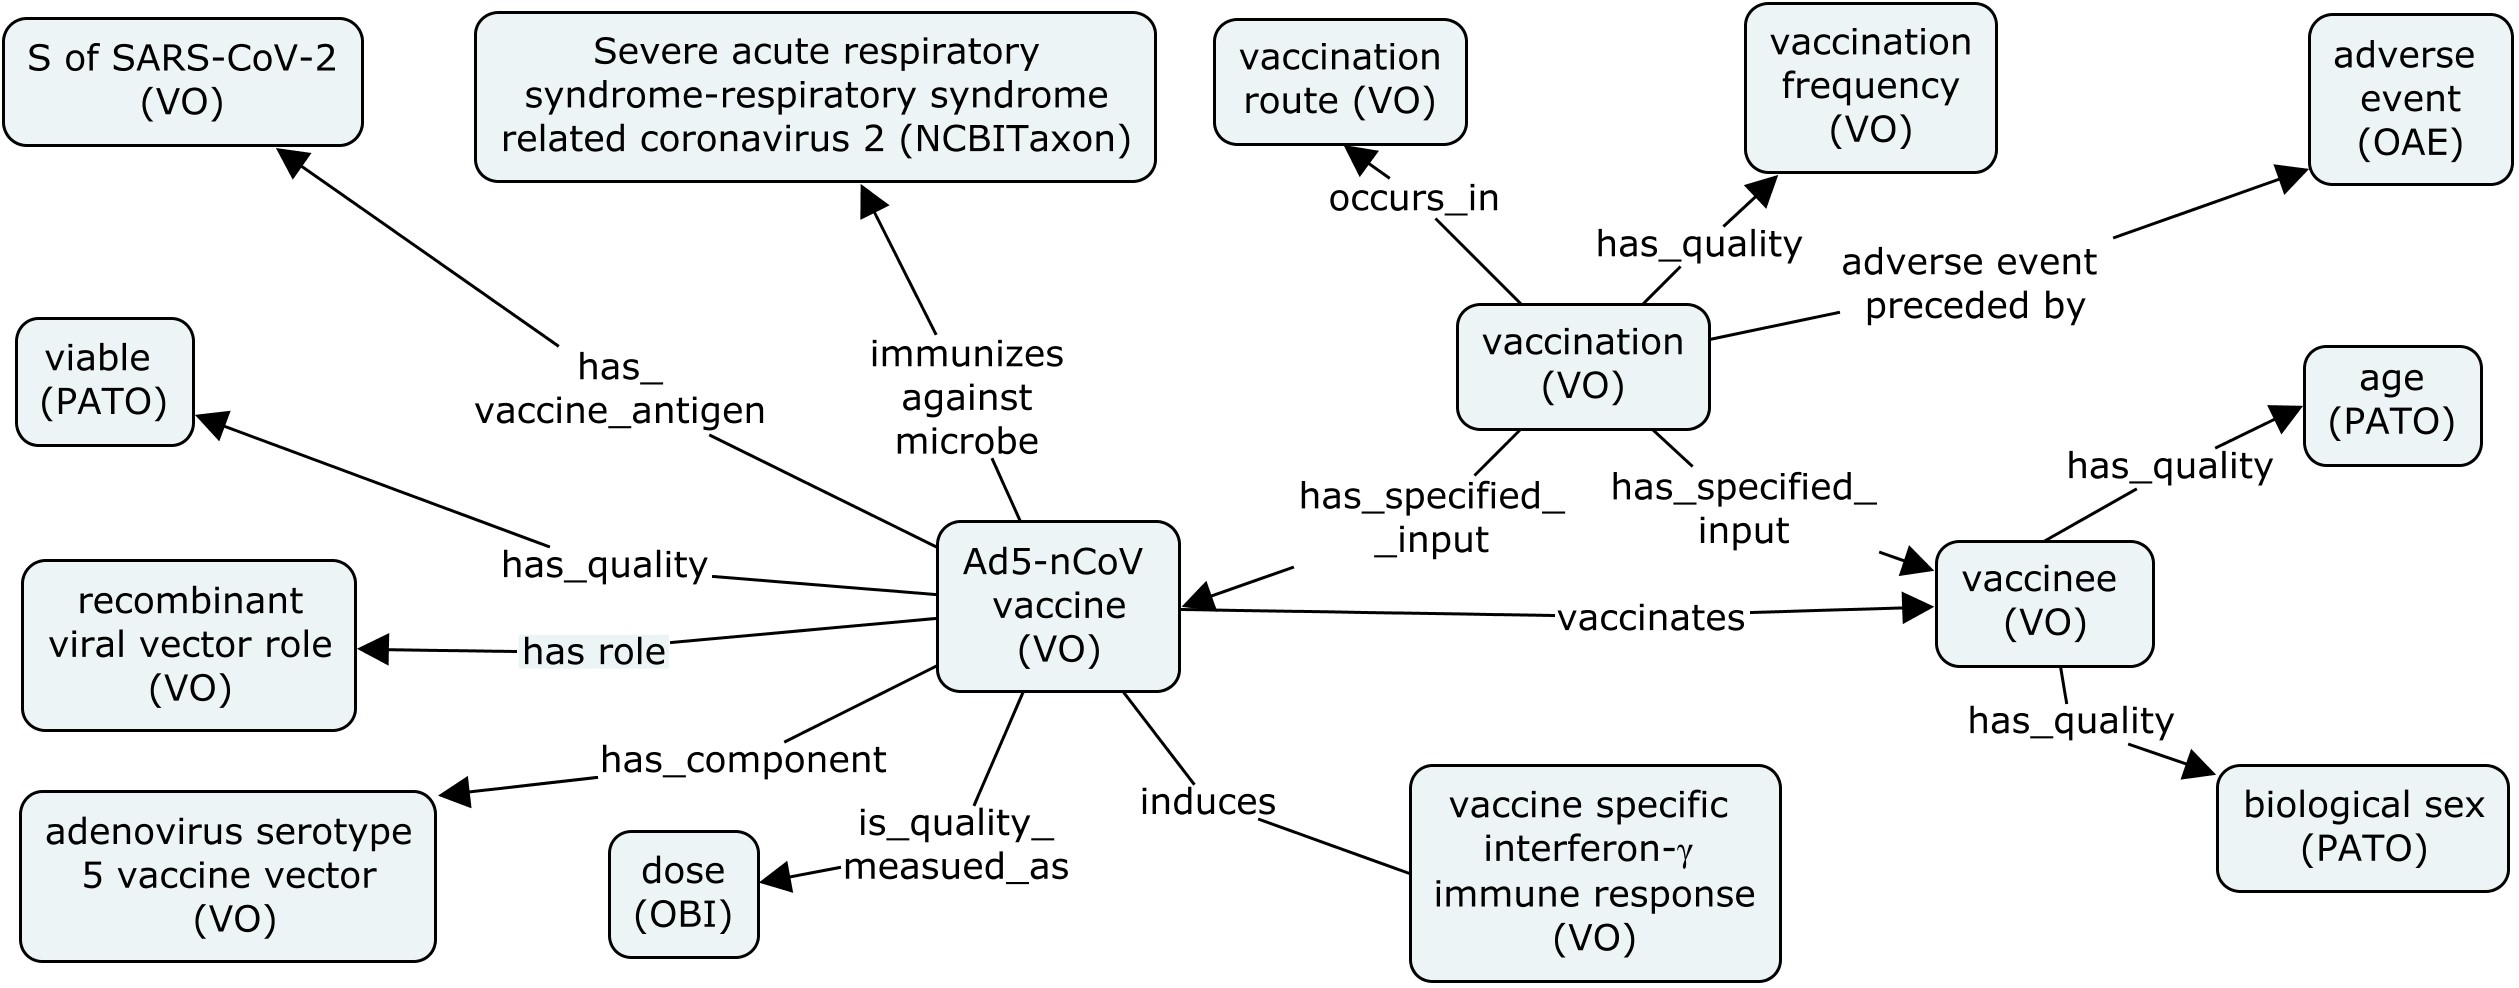 S of SARS-CoV-2
(VO)
Severe acute respiratory
syndrome-respiratory syndrome
related coronavirus 2 (NCBITaxon)
vaccination
route (VO)
vaccination
frequency
(VO)
adverse
event
(OAE)
occurs_in
has_quality
adverse event
preceded by
vaccination
(VO)
viable
(PATO)
has_
vaccine_antigen
immunizes
against
microbe
age
(PATO)
has_quality
has_specified_
_input
has_specified_
input
has_quality
Ad5-nCoV
vaccine
(VO)
vaccinee
(VO)
recombinant
viral vector role
(VO)
has role
vaccinates
has_component
has_quality
adenovirus serotype
5 vaccine vector
(VO)
dose
(OBI)
is_quality_
measued_as
induces
vaccine specific
interferon-γ
immune response
(VO)
biological sex
(PATO)